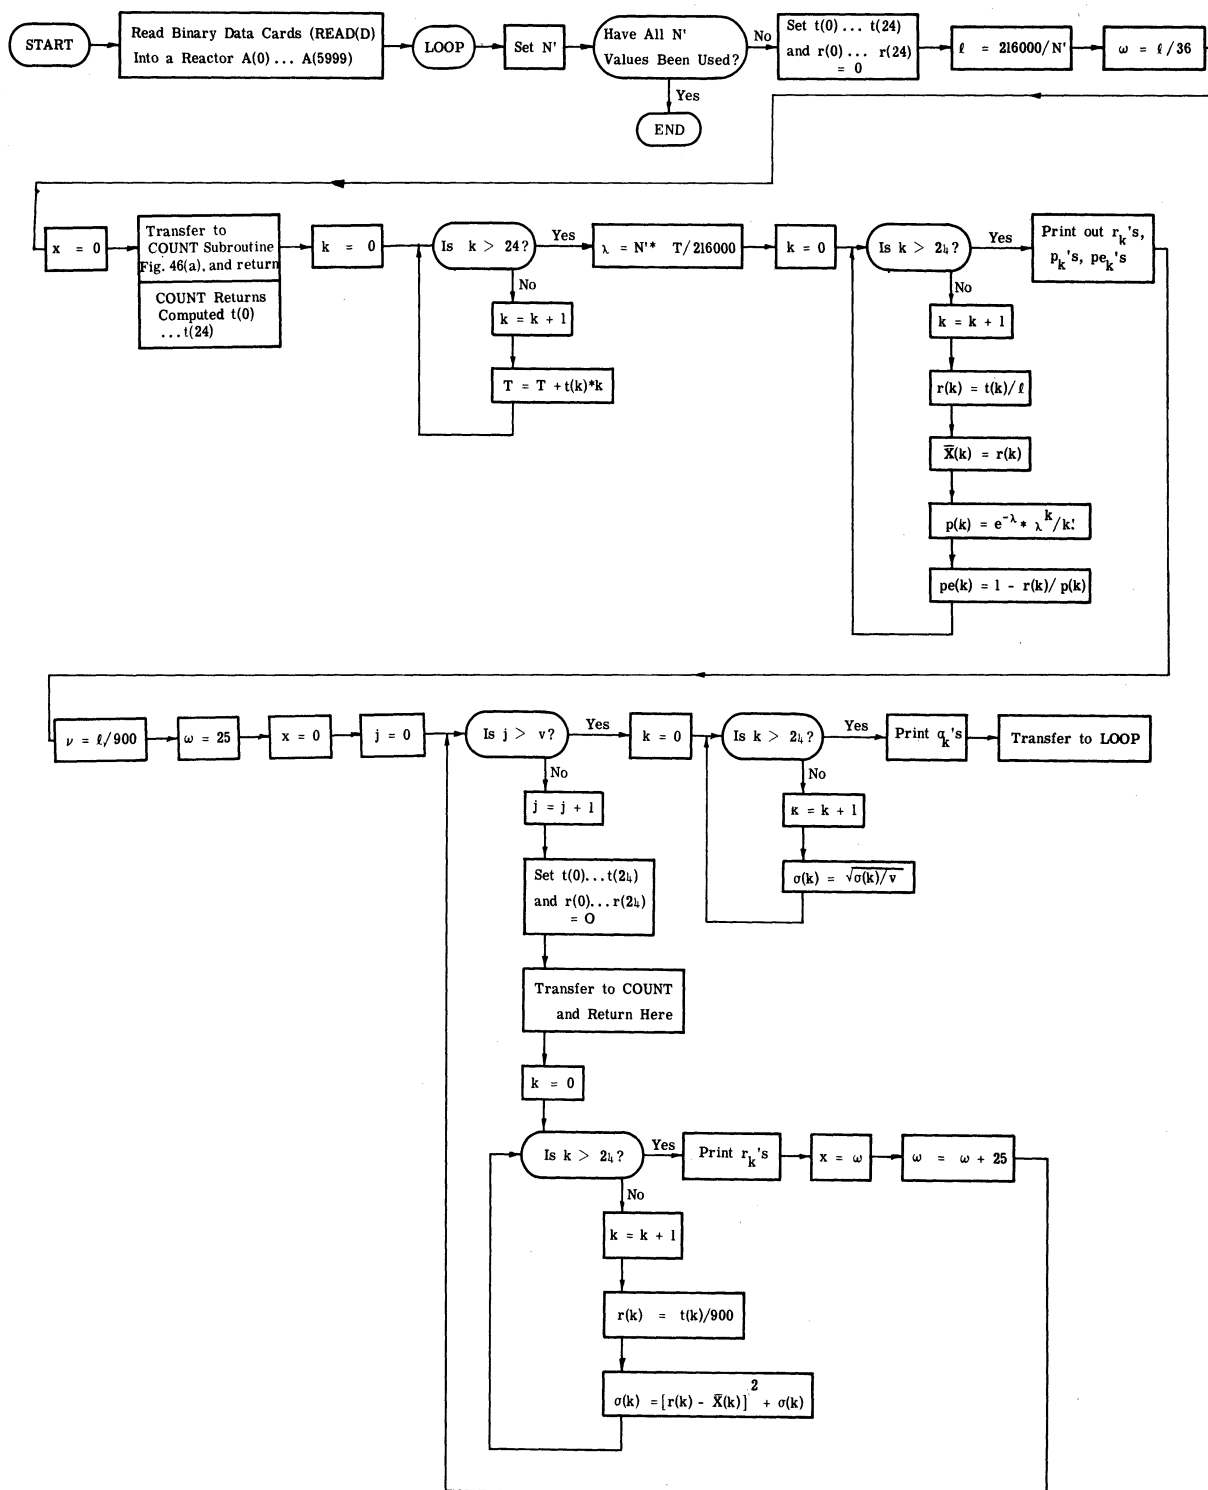 START
Read Binary Data Cards (READ(D)
Into a Reactor A(0) ... A(5999)
LOOP
Set N'
Have All N'
Values Been Used?
No
Yes
END
Set t(0) ... t(24)
and r(0) ... r(24)
= 0
ℓ = 216000/N'
ω = ℓ/36
x = 0
Transfer to
COUNT Subroutine
Fig. 46(a), and return
COUNT Returns
Computed t(0)
...t(24)
k = 0
Is k > 24?
Yes
No
k = k + 1
T = T + t(k)*k
λ = N'* T/216000
k = 0
Is k > 24?
Yes
No
k = k + 1
r(k) = t(k)/ℓ
X̄(k) = r(k)
p(k) = e^-λ * λ^k/k!
pe(k) = 1 - r(k)/p(k)
Print out r_k's,
p_k's, pe_k's
ν = ℓ/900
ω = 25
x = 0
j = 0
Is j > v?
Yes
No
k = 0
Is k > 24?
Yes
No
Print σ_k's
Transfer to LOOP
κ = k + 1
σ(k) = √σ(k)/v
j = j + 1
Set t(0)...t(24)
and r(0)...r(24)
= O
Transfer to COUNT
and Return Here
k = 0
Is k > 24?
Yes
No
Print r_k's
x = ω
ω = ω + 25
k = k + 1
r(k) = t(k)/900
σ(k) = [r(k) - X̄(k)]^2 + σ(k)